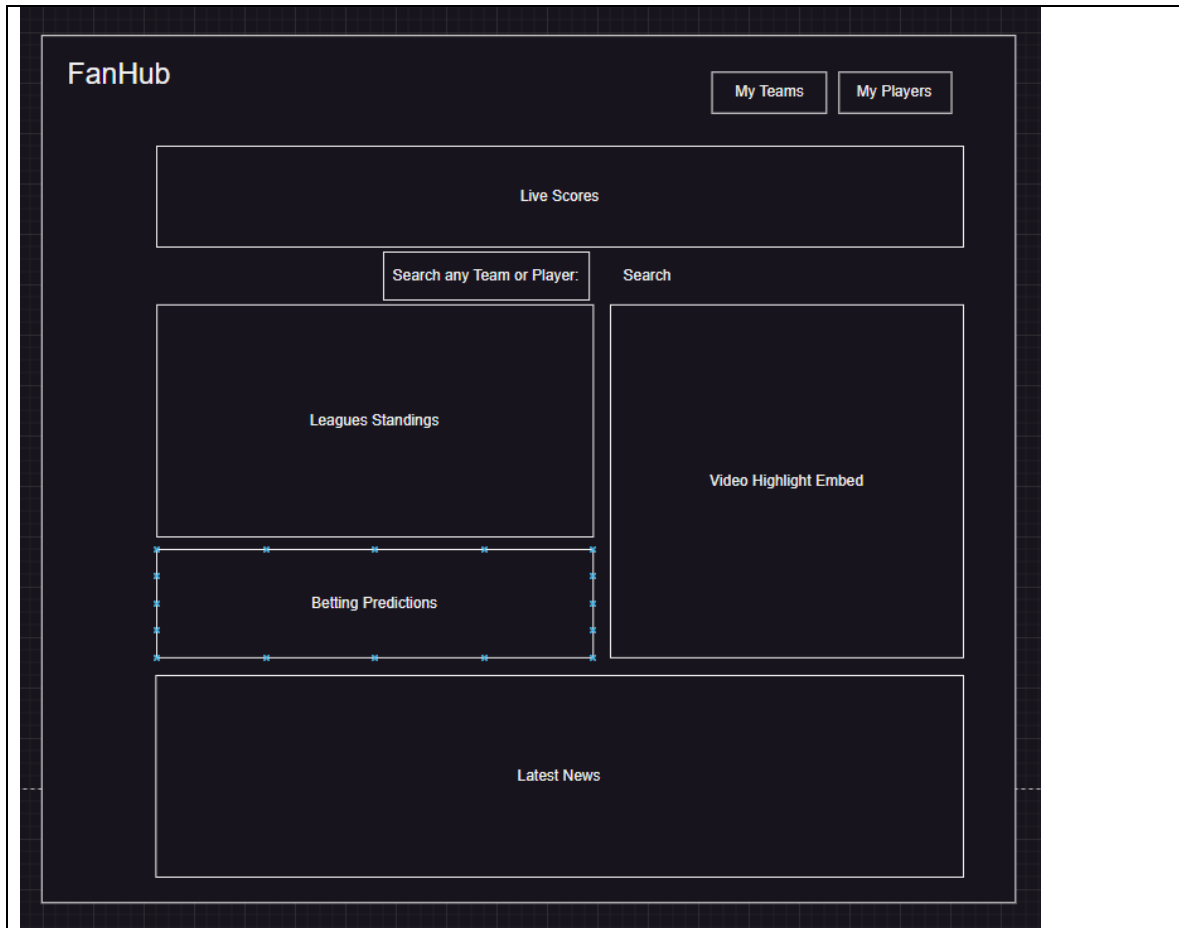 FanHub
My Teams
My Players
Live Scores
Search any Team or Player:
Search
Leagues Standings
Video Highlight Embed
Betting Predictions
Latest News